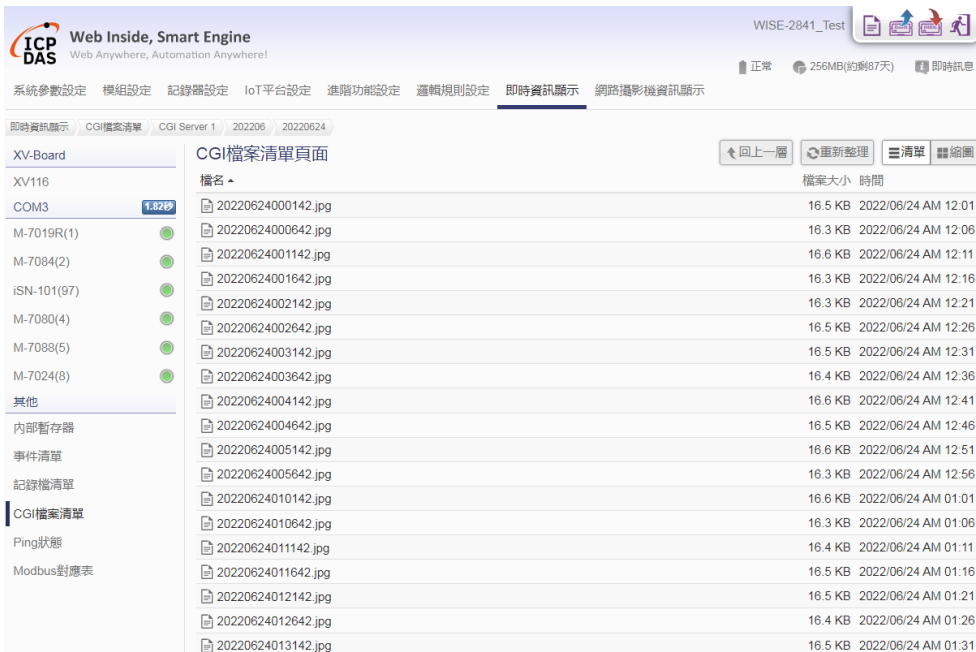 ICP DAS
Web Inside, Smart Engine
Web Anywhere, Automation Anywhere!
WISE-2841_Test
正常 256MB(約剩87天) 即時訊息
系統參數設定 模組設定 記錄器設定 IoT平台設定 進階功能設定 邏輯規則設定 即時資訊顯示 網路攝影機資訊顯示
即時資訊顯示 CGI檔案清單 CGI Server 1 202206 20220624
XV-Board
XV116
COM3 1.82秒
M-7019R(1)
M-7084(2)
iSN-101(97)
M-7080(4)
M-7088(5)
M-7024(8)
其他
內部暫存器
事件清單
記錄檔清單
CGI檔案清單
Ping狀態
Modbus對應表
CGI檔案清單頁面
回上一層 重新整理 清單 縮圖
檔名 檔案大小 時間
20220624000142.jpg 16.5 KB 2022/06/24 AM 12:01
20220624000642.jpg 16.3 KB 2022/06/24 AM 12:06
20220624001142.jpg 16.6 KB 2022/06/24 AM 12:11
20220624001642.jpg 16.3 KB 2022/06/24 AM 12:16
20220624002142.jpg 16.3 KB 2022/06/24 AM 12:21
20220624002642.jpg 16.5 KB 2022/06/24 AM 12:26
20220624003142.jpg 16.5 KB 2022/06/24 AM 12:31
20220624003642.jpg 16.4 KB 2022/06/24 AM 12:36
20220624004142.jpg 16.6 KB 2022/06/24 AM 12:41
20220624004642.jpg 16.5 KB 2022/06/24 AM 12:46
20220624005142.jpg 16.6 KB 2022/06/24 AM 12:51
20220624005642.jpg 16.3 KB 2022/06/24 AM 12:56
20220624010142.jpg 16.6 KB 2022/06/24 AM 01:01
20220624010642.jpg 16.3 KB 2022/06/24 AM 01:06
20220624011142.jpg 16.4 KB 2022/06/24 AM 01:11
20220624011642.jpg 16.5 KB 2022/06/24 AM 01:16
20220624012142.jpg 16.5 KB 2022/06/24 AM 01:21
20220624012642.jpg 16.4 KB 2022/06/24 AM 01:26
20220624013142.jpg 16.5 KB 2022/06/24 AM 01:31